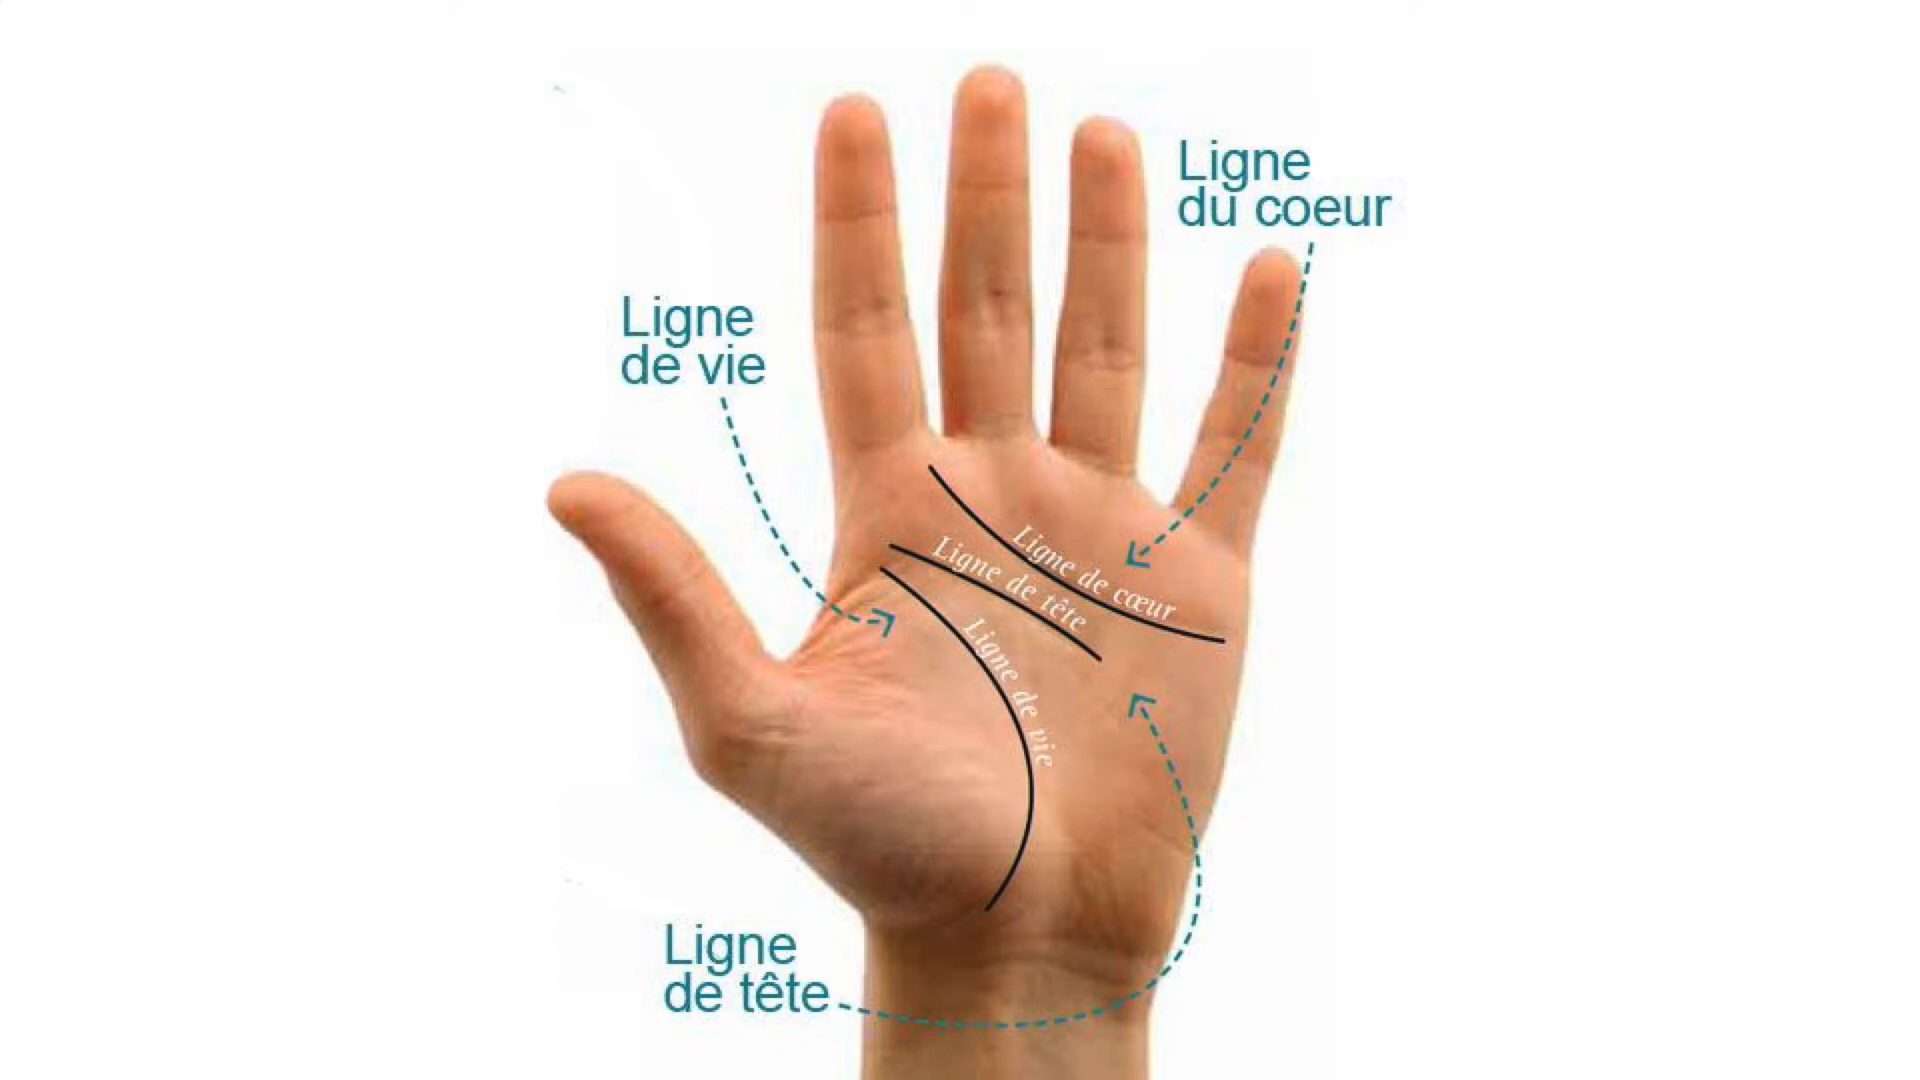 Ligne
du coeur
Ligne
de vie
Ligne de cœur
Ligne de tête
Ligne de vie
Ligne
de tête